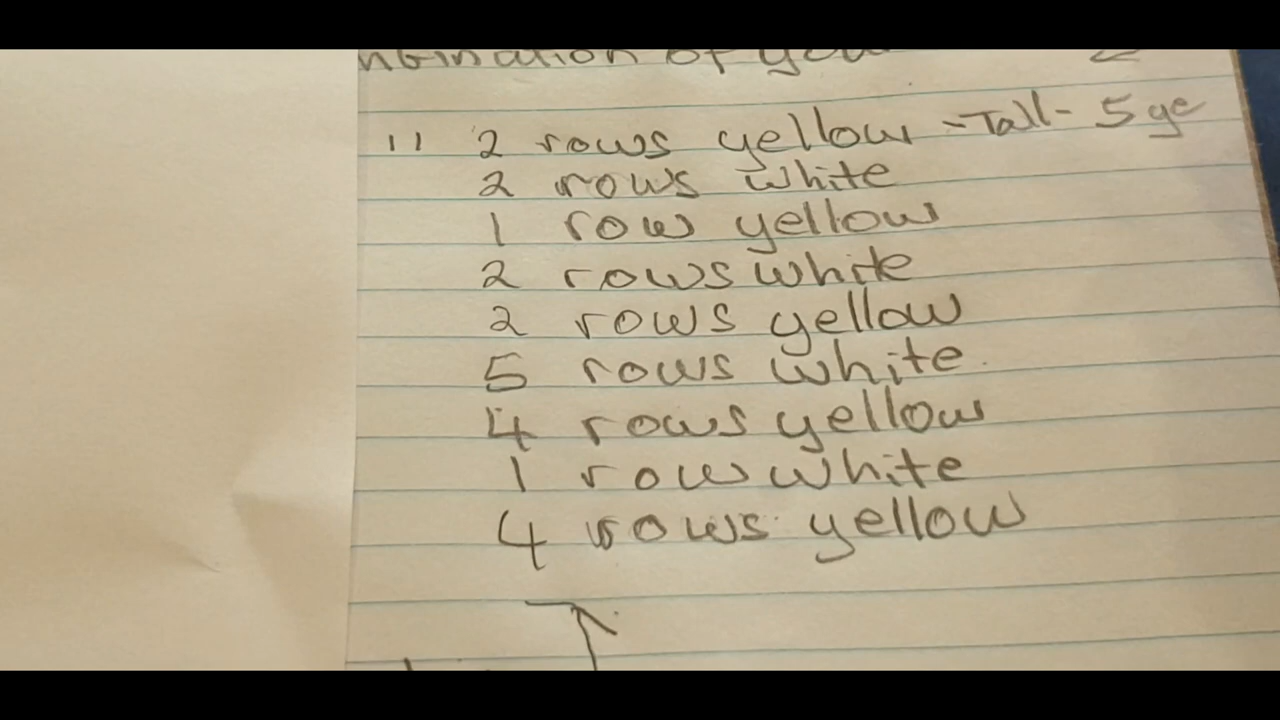 of
11 2 rows yellow - Tall - 5 ye
2 rows white
1 row yellow
2 rows white
2 rows yellow
5 rows white
4 rows yellow
1 row white
4 rows yellow